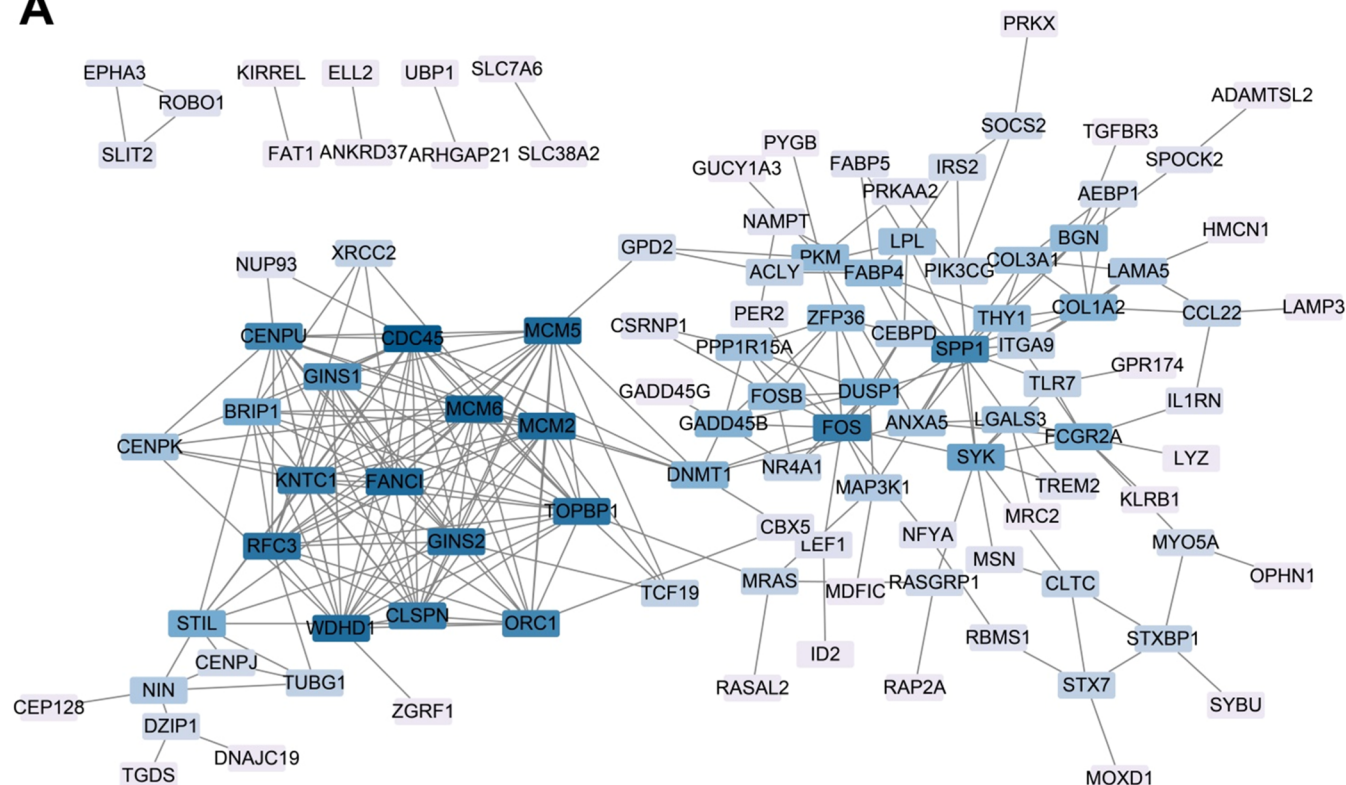 A
PRKX
EPHA3
KIRREL
ELL2
UBP1
SLC7A6
ROBO1
ADAMTSL2
SLIT2
FAT1
ANKRD37
ARHGAP21
SLC38A2
SOCS2
TGFBR3
PYGB
GUCY1A3
FABP5
IRS2
SPOCK2
PRKAA2
AEBP1
NAMPT
HMCN1
NUP93
XRCC2
GPD2
PKM
LPL
BGN
ACLY
FABP4
PIK3CG
COL3A1
LAMA5
CENPU
CDC45
MCM5
CSRNP1
PER2
ZFP36
CEBPD
THY1
COL1A2
CCL22
LAMP3
PPP1R15A
SPP1
ITGA9
GINS1
GADD45G
FOSB
DUSP1
TLR7
GPR174
BRIP1
MCM6
MCM2
GADD45B
FOS
ANXA5
LGALS3
FCGR2A
IL1RN
CENPK
KNTC1
FANCI
DNMT1
NR4A1
SYK
LYZ
MAP3K1
TREM2
KLRB1
TOPBP1
MRC2
RFC3
GINS2
CBX5
LEF1
NFYA
MYO5A
MSN
TCF19
MRAS
MDFIC
RASGRP1
CLTC
OPHN1
STIL
WDHD1
CLSPN
ORC1
ID2
RBMS1
STXBP1
CENPJ
NIN
TUBG1
RASAL2
RAP2A
STX7
CEP128
ZGRF1
SYBU
DZIP1
TGDS
DNAJC19
MOXD1